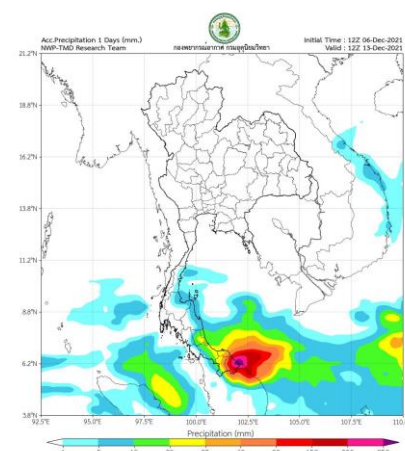 Acc.Precipitation 1 Days (mm.)
NWP-TMD Research Team
กองพยากรณ์อากาศ กรมอุตุนิยมวิทยา
Initial Time : 12Z 06-Dec-2021
Valid : 12Z 13-Dec-2021
21.2°N
18.8°N
16.2°N
13.8°N
11.2°N
8.8°N
6.2°N
3.8°N
92.5°E 95.0°E 97.5°E 100.0°E 102.5°E 105.0°E 107.5°E 110.
Precipitation (mm)